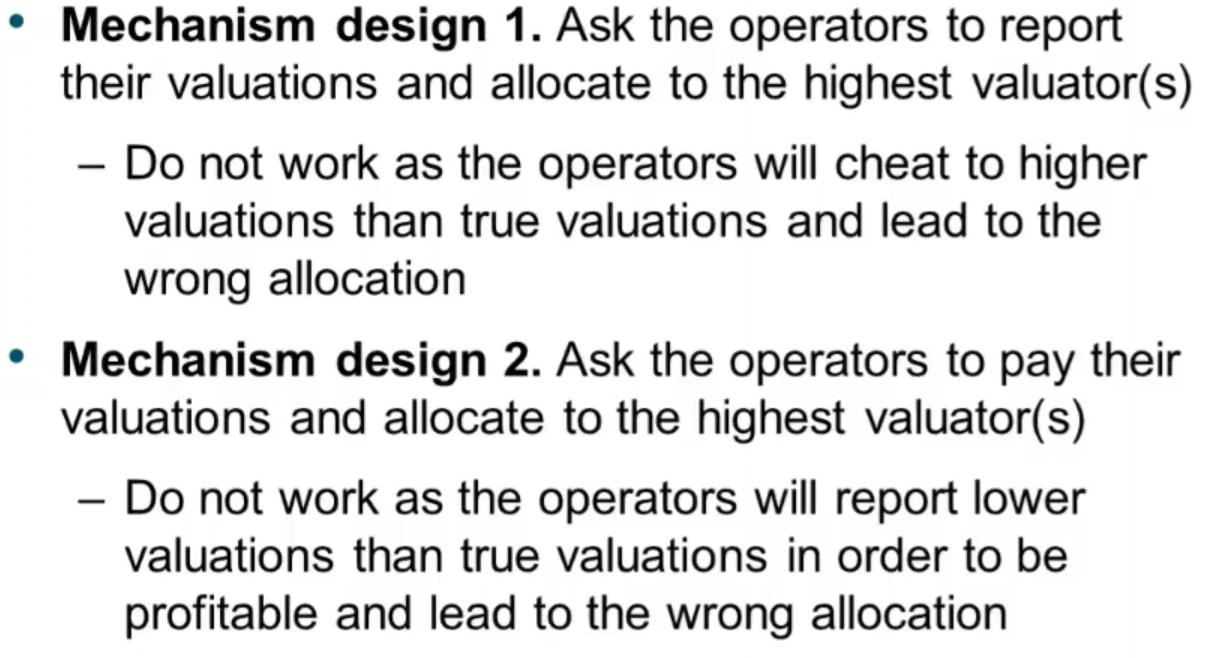 • Mechanism design 1. Ask the operators to report
their valuations and allocate to the highest valuator(s)
– Do not work as the operators will cheat to higher
valuations than true valuations and lead to the
wrong allocation
• Mechanism design 2. Ask the operators to pay their
valuations and allocate to the highest valuator(s)
– Do not work as the operators will report lower
valuations than true valuations in order to be
profitable and lead to the wrong allocation